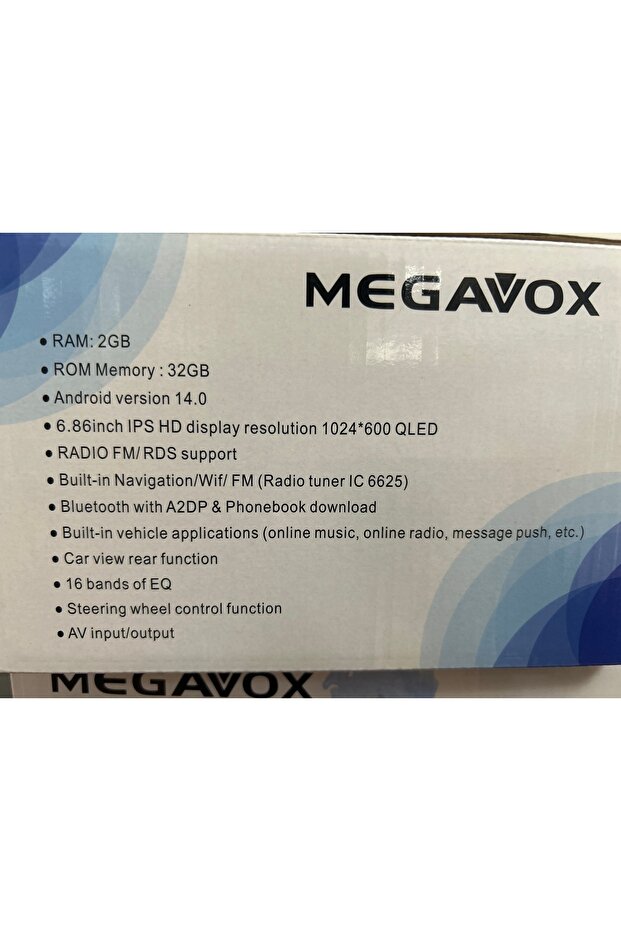 MEGAVOX
• RAM: 2GB
• ROM Memory : 32GB
• Android version 14.0
• 6.86inch IPS HD display resolution 1024*600 QLED
• RADIO FM/ RDS support
• Built-in Navigation/Wif/ FM (Radio tuner IC 6625)
• Bluetooth with A2DP & Phonebook download
• Built-in vehicle applications (online music, online radio, message push, etc.)
• Car view rear function
• 16 bands of EQ
• Steering wheel control function
• AV input/output
MEGAVOX